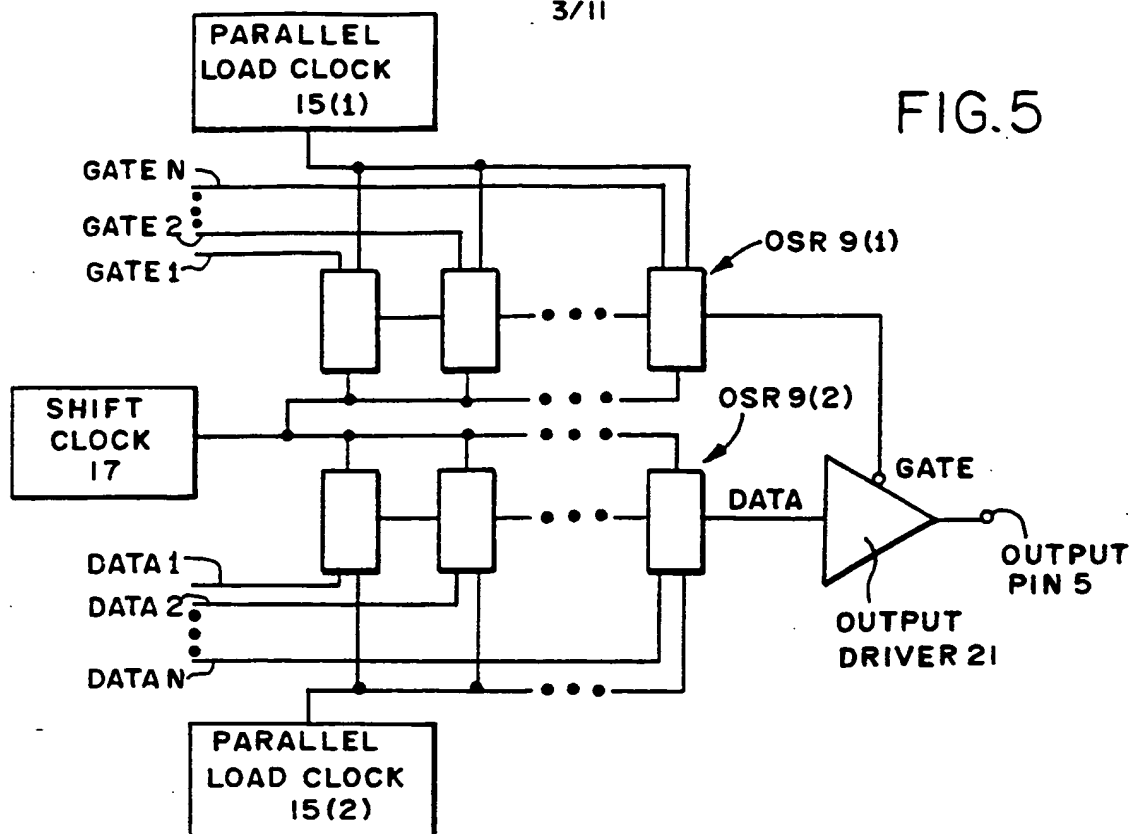 3/11
PARALLEL
LOAD CLOCK
15(1)
FIG.5
GATE N
GATE 2
GATE 1
OSR 9(1)
SHIFT
CLOCK
17
OSR 9(2)
GATE
DATA
DATA 1
DATA 2
DATA N
OUTPUT
PIN 5
OUTPUT
DRIVER 21
PARALLEL
LOAD CLOCK
15(2)